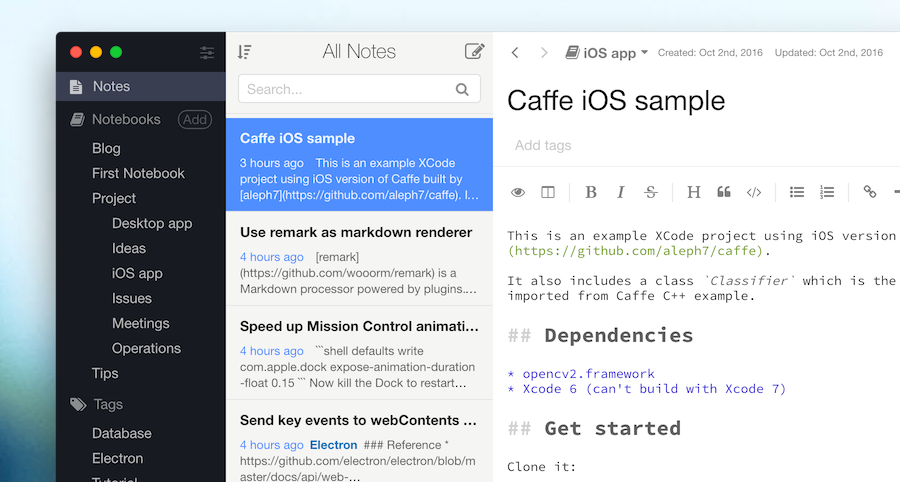 Notes
Notebooks
Add
Blog
First Notebook
Project
Desktop app
Ideas
iOS app
Issues
Meetings
Operations
Tips
Tags
Database
Electron
Tutorial
All Notes
Search...
Caffe iOS sample
3 hours ago This is an example XCode
project using iOS version of Caffe built by
[aleph7](https://github.com/aleph7/caffe). I...
Use remark as markdown renderer
4 hours ago [remark]
(https://github.com/wooorm/remark) is a
Markdown processor powered by plugins....
Speed up Mission Control animati...
4 hours ago ```shell defaults write
com.apple.dock expose-animation-duration
-float 0.15 ``` Now kill the Dock to restart...
Send key events to webContents ...
4 hours ago Electron ### Reference *
https://github.com/electron/electron/blob/m
aster/docs/api/web-...
iOS app Created: Oct 2nd, 2016 Updated: Oct 2nd, 2016
Caffe iOS sample
Add tags
B I S H
This is an example XCode project using iOS version
(https://github.com/aleph7/caffe).
It also includes a class `Classifier` which is the
imported from Caffe C++ example.
## Dependencies
* opencv2.framework
* Xcode 6 (can't build with Xcode 7)
## Get started
Clone it: